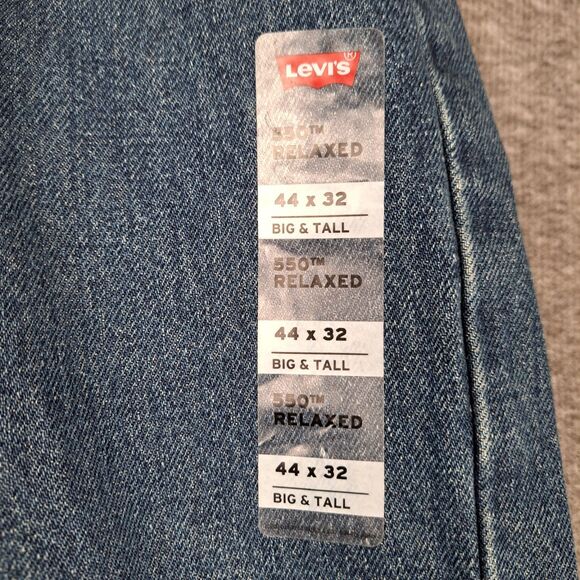 Levi's®
550™
RELAXED
44 x 32
BIG & TALL
550™
RELAXED
44 x 32
BIG & TALL
550™
RELAXED
44 x 32
BIG & TALL